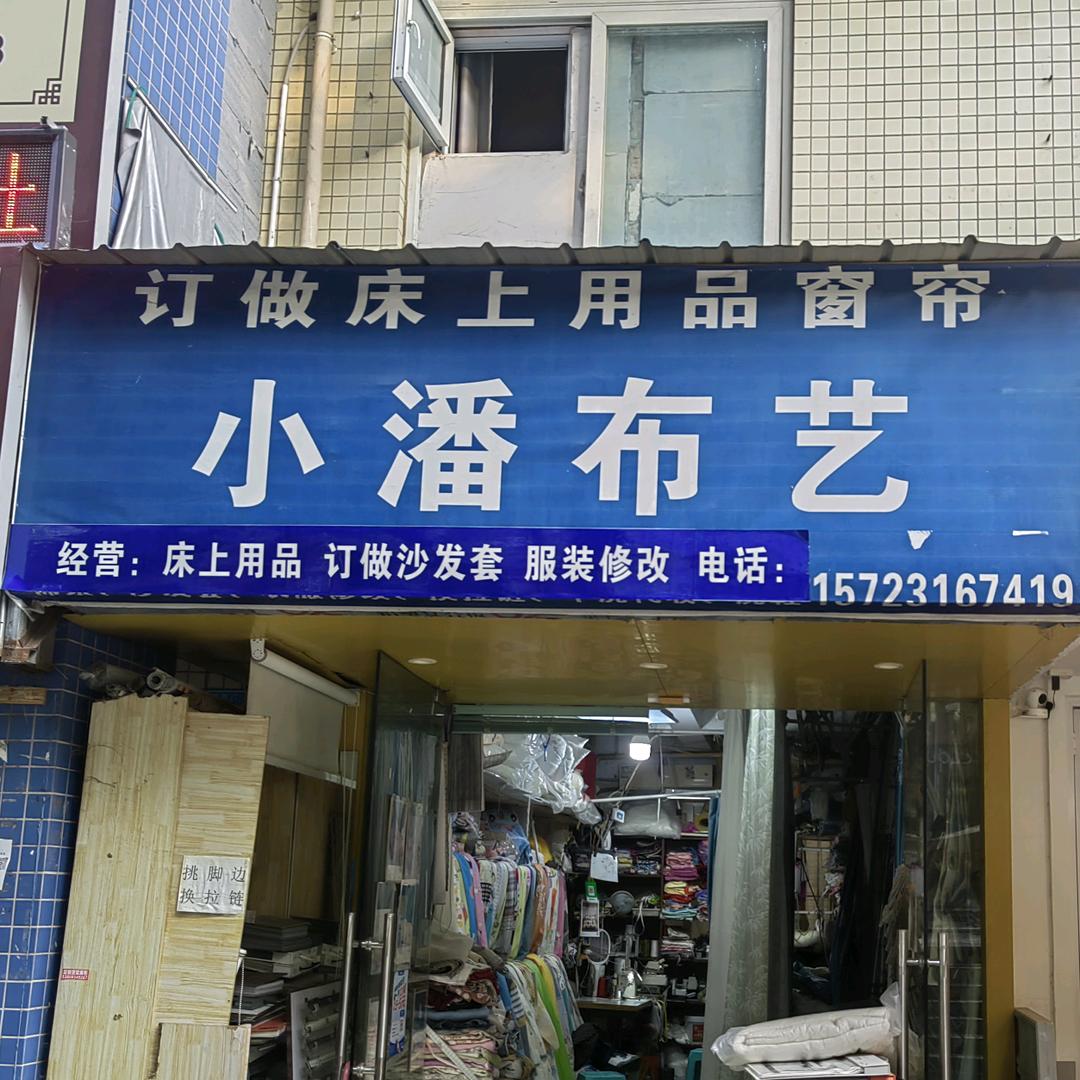 订做床上用品窗帘
小潘布艺
经营：床上用品 订做沙发套 服装修改 电话：15723167419
挑脚边
换拉链